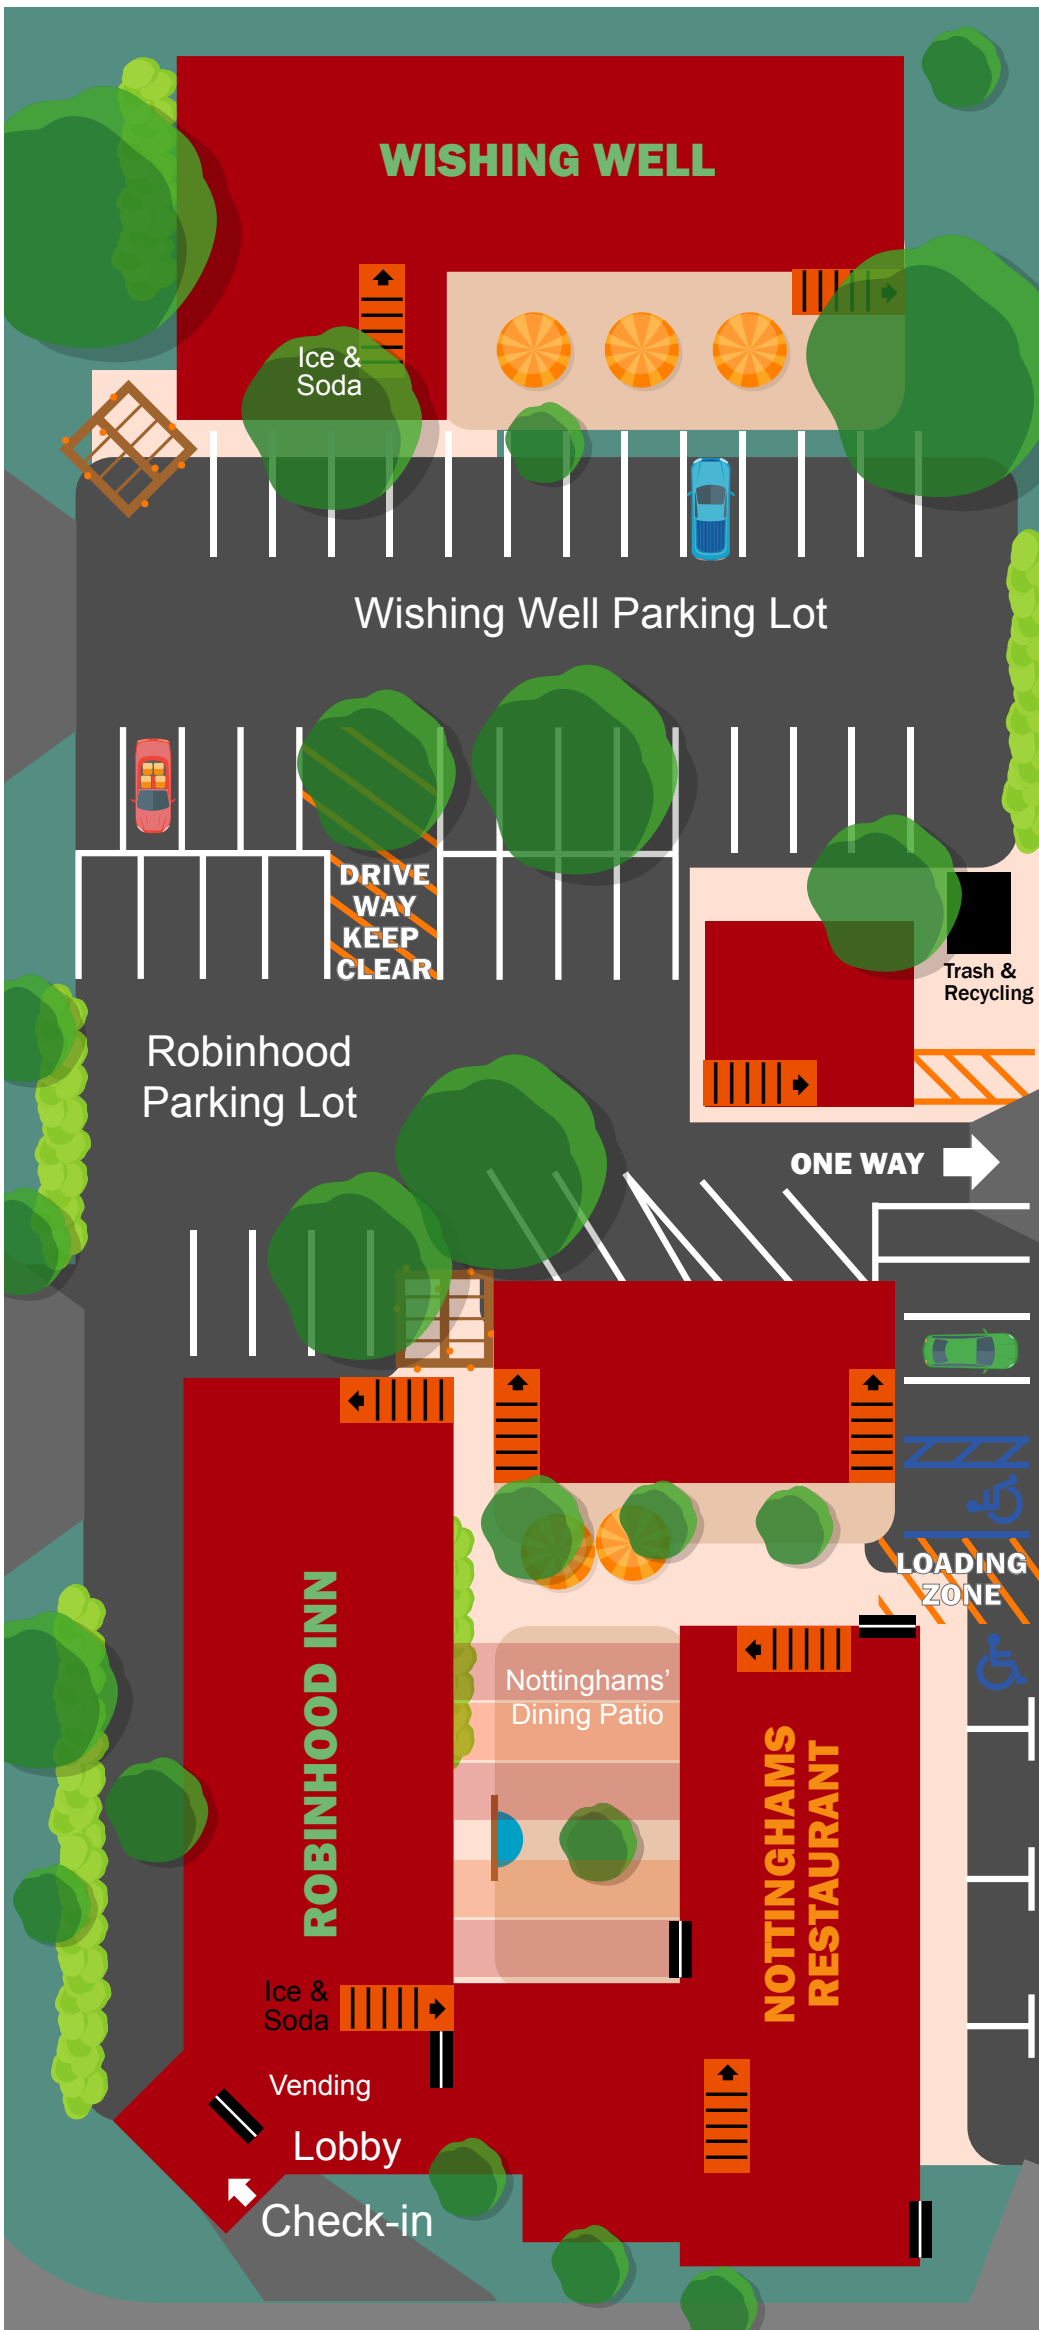 WISHING WELL
Ice &
Soda
Wishing Well Parking Lot
DRIVE
WAY
KEEP
CLEAR
Trash &
Recycling
Robinhood
Parking Lot
ONE WAY
LOADING
ZONE
ROBINHOOD INN
Nottinghams’
Dining Patio
NOTTINGHAMS
RESTAURANT
Ice &
Soda
Vending
Lobby
Check-in